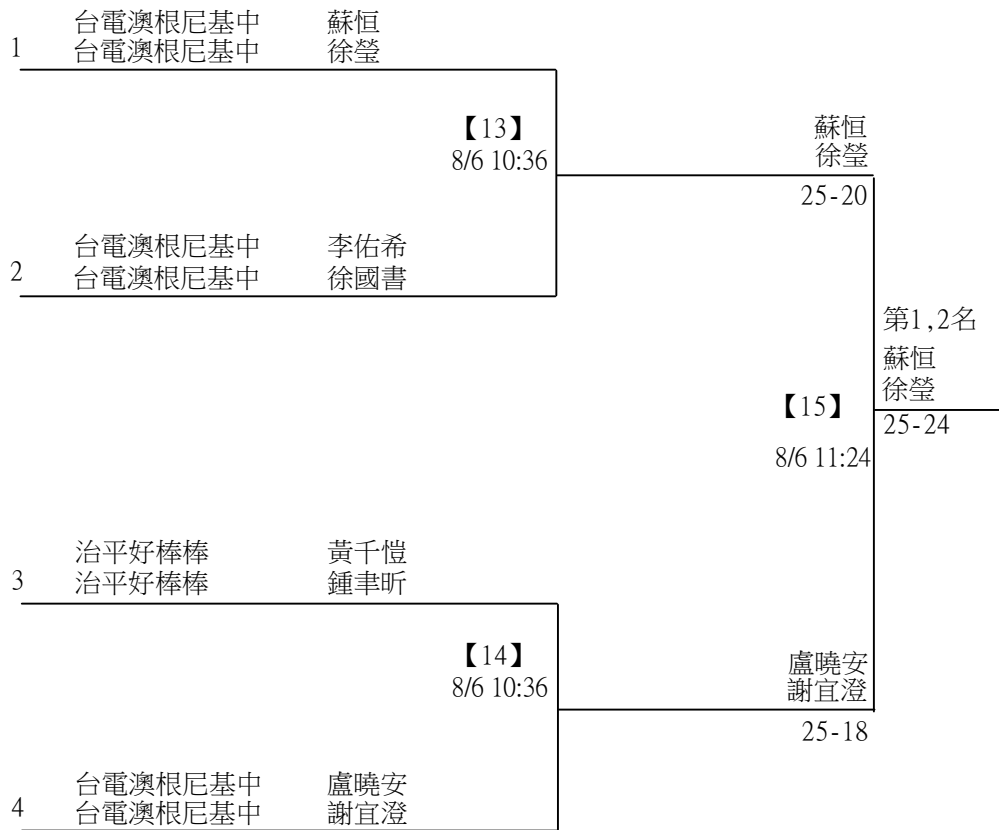 台電澳根尼基中 蘇恒
1 台電澳根尼基中 徐瑩
【13】
8/6 10:36
蘇恒
徐瑩
25-20
台電澳根尼基中 李佑希
2 台電澳根尼基中 徐國書
第1,2名
蘇恒
徐瑩
【15】
25-24
8/6 11:24
治平好棒棒 黃千愷
3 治平好棒棒 鍾聿昕
【14】
8/6 10:36
盧曉安
謝宜澄
25-18
台電澳根尼基中 盧曉安
4 台電澳根尼基中 謝宜澄